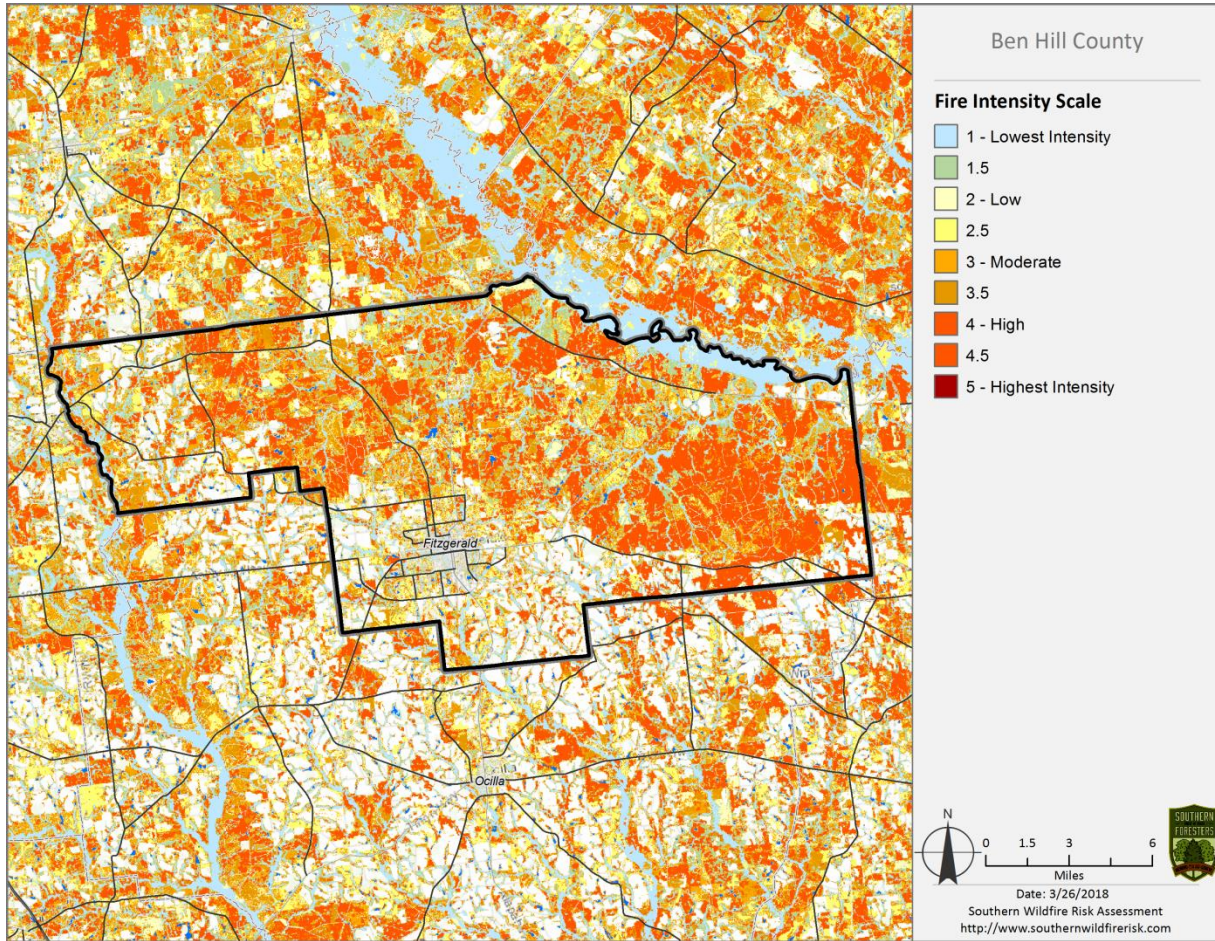 Ben Hill County
Fire Intensity Scale
1 - Lowest Intensity
1.5
2 - Low
2.5
3 - Moderate
3.5
4 - High
4.5
5 - Highest Intensity
Fitzgerald
Ocilla
N
0 1.5 3 6
Miles
SOUTHERN
FORESTERS
Date: 3/26/2018
Southern Wildfire Risk Assessment
http://www.southernwildfirerisk.com